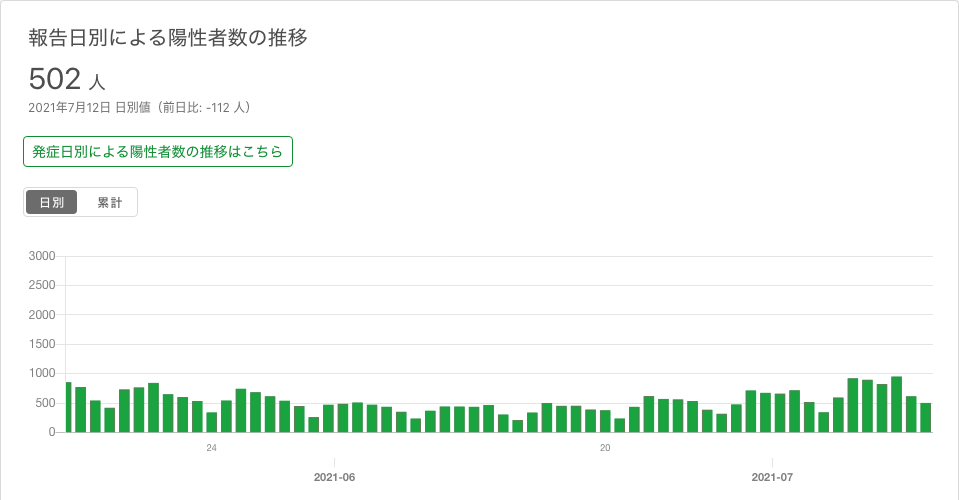 報告日別による陽性者数の推移
502 人
2021年7月12日 日別値（前日比: -112 人）
発症日別による陽性者数の推移はこちら
日別 累計
3000
2500
2000
1500
1000
500
0
24 20
2021-06 2021-07